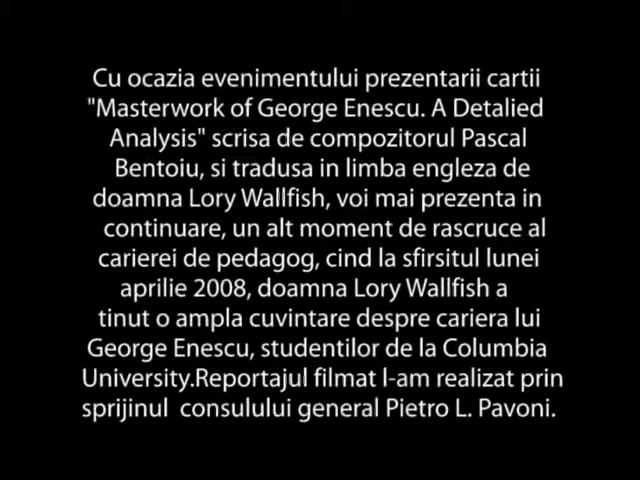 Cu ocazia evenimentului prezentarii cartii
"Masterwork of George Enescu. A Detalied
Analysis" scrisa de compozitorul Pascal
Bentoiu, si tradusa in limba engleza de
doamna Lory Wallfish, voi mai prezenta in
continuare, un alt moment de rascruce al
carierei de pedagog, cind la sfirsitul lunei
aprilie 2008, doamna Lory Wallfish a
tinut o ampla cuvintare despre cariera lui
George Enescu, studentilor de la Columbia
University.Reportajul filmat l-am realizat prin
sprijinul  consulului general Pietro L. Pavoni.